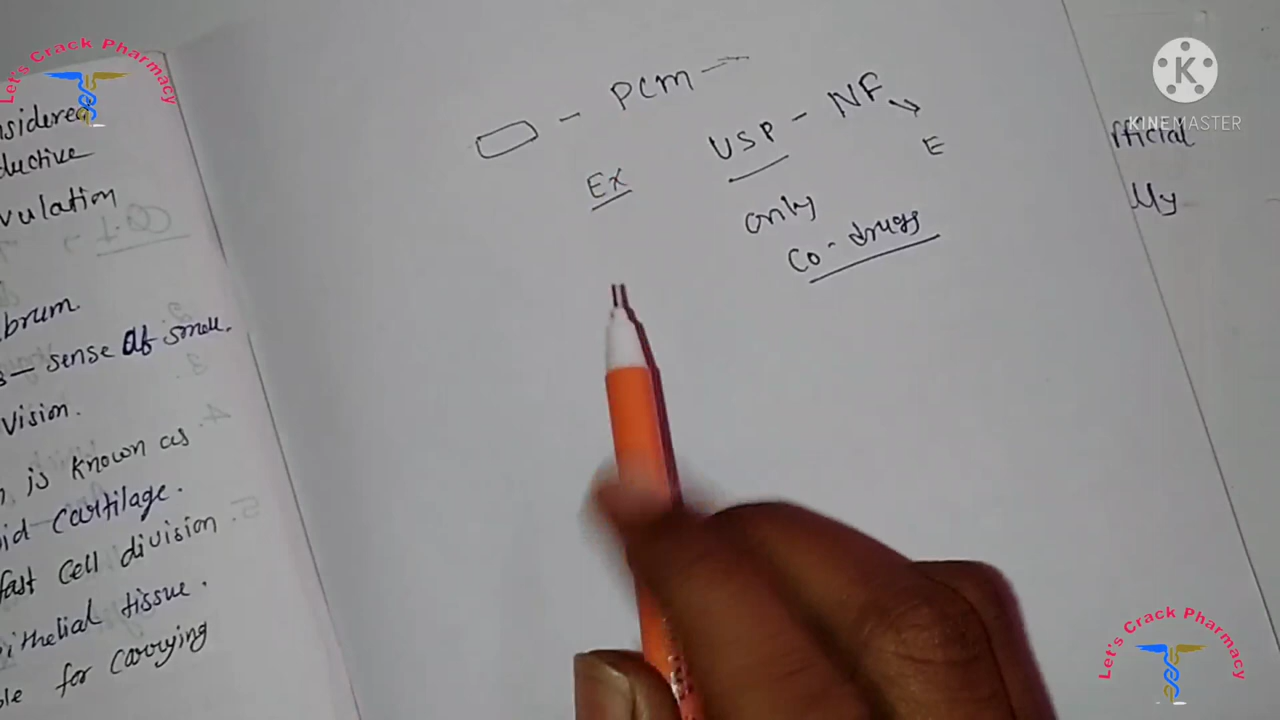 Let's Crack Pharmacy
KINEMASTER
nsidered
ductive
vulation
brum.
s — sense of smell.
vision.
n is known as
id cartilage.
fast cell division
ithelial tissue.
ble for carrying
- PCM -
Ex
USP - NF
E
only
Co - drugs
fficial
My
Let's Crack Pharmacy